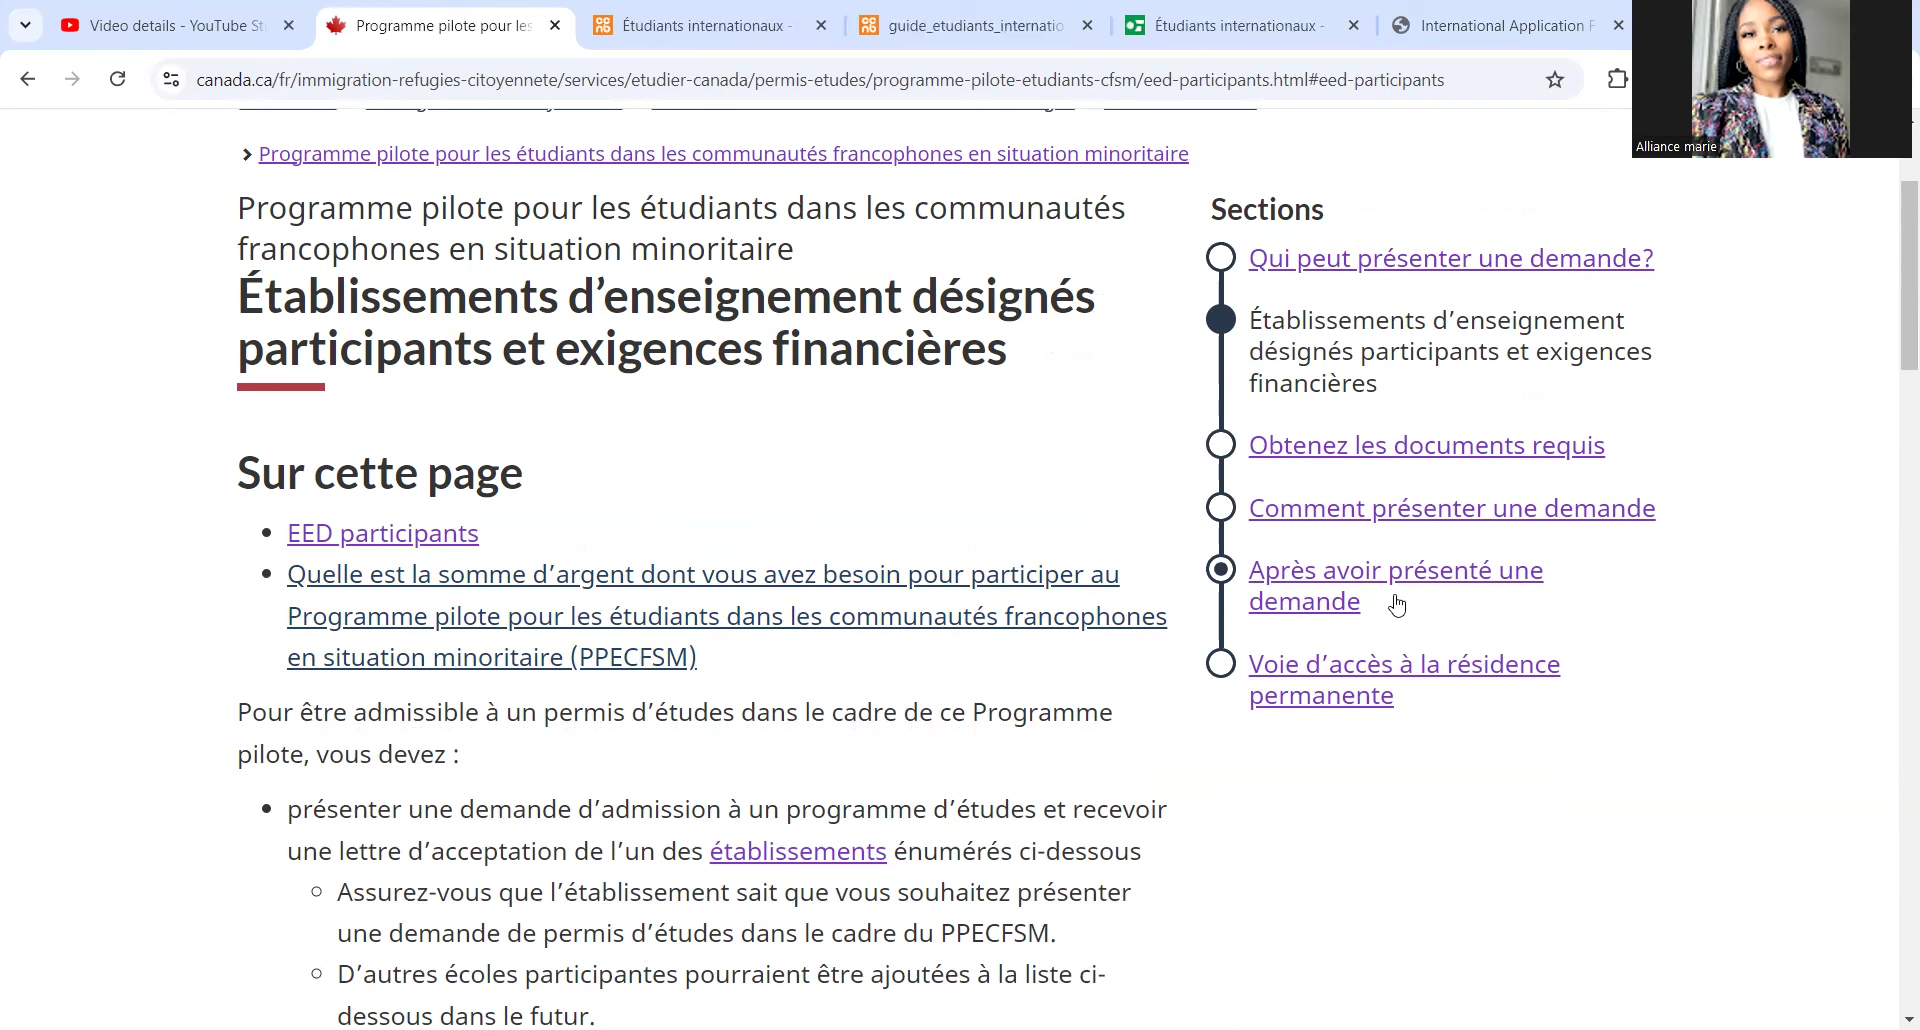 Video details - YouTube St
Programme pilote pour les
Étudiants internationaux -
guide_etudiants_internatio
Étudiants internationaux -
International Application F
canada.ca/fr/immigration-refugies-citoyennete/services/etudier-canada/permis-etudes/programme-pilote-etudiants-cfsm/eed-participants.html#eed-participants
Alliance marie
Programme pilote pour les étudiants dans les communautés francophones en situation minoritaire
Programme pilote pour les étudiants dans les communautés
francophones en situation minoritaire
Établissements d’enseignement désignés
participants et exigences financières
Sur cette page
EED participants
Quelle est la somme d’argent dont vous avez besoin pour participer au
Programme pilote pour les étudiants dans les communautés francophones
en situation minoritaire (PPECFSM)
Pour être admissible à un permis d’études dans le cadre de ce Programme
pilote, vous devez :
présenter une demande d’admission à un programme d’études et recevoir
une lettre d’acceptation de l’un des établissements énumérés ci-dessous
Assurez-vous que l’établissement sait que vous souhaitez présenter
une demande de permis d’études dans le cadre du PPECFSM.
D’autres écoles participantes pourraient être ajoutées à la liste ci-
dessous dans le futur.
Sections
Qui peut présenter une demande?
Établissements d’enseignement
désignés participants et exigences
financières
Obtenez les documents requis
Comment présenter une demande
Après avoir présenté une
demande
Voie d’accès à la résidence
permanente